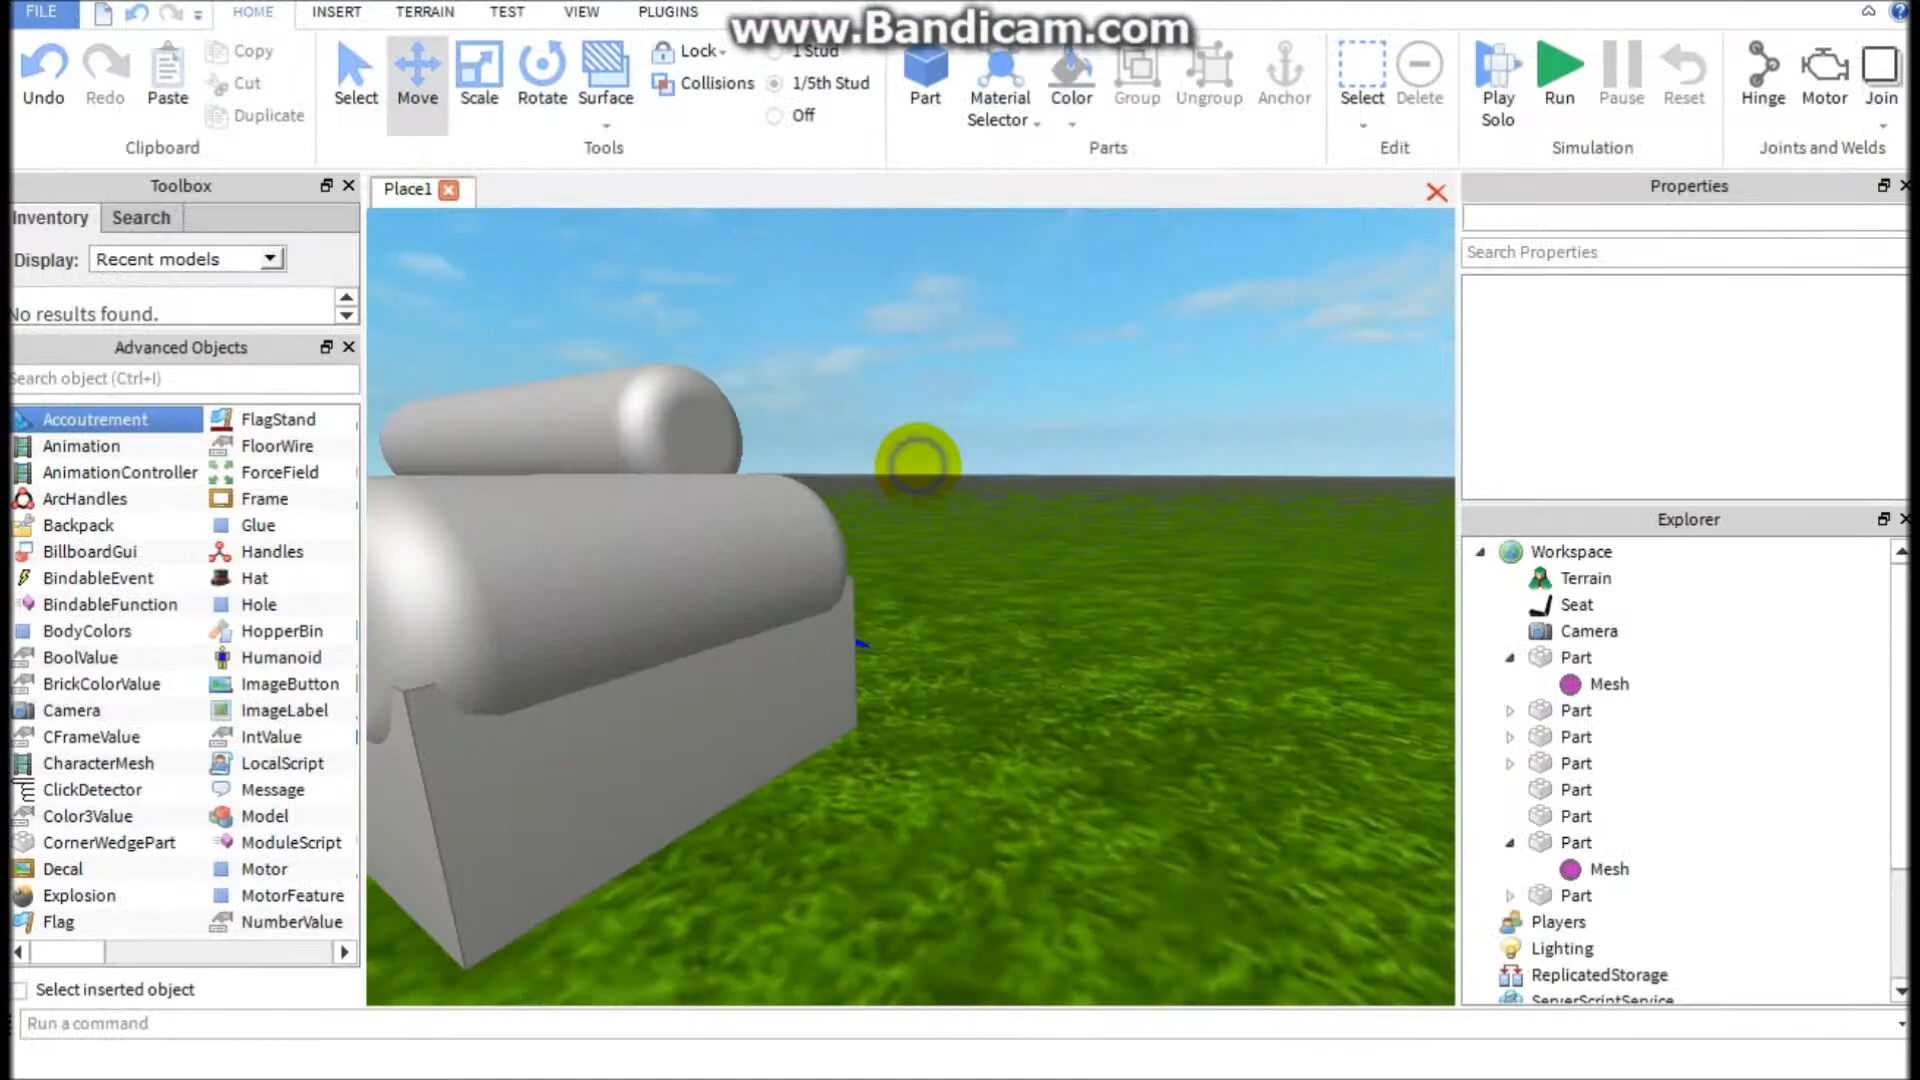 FILE HOME INSERT TERRAIN TEST VIEW PLUGINS
www.Bandicam.com
Undo Redo Paste Copy Cut Duplicate
Clipboard
Select Move Scale Rotate Surface Lock Collisions 1 Stud 1/5th Stud Off
Tools
Part Material Selector Color Group Ungroup Anchor
Parts
Select Delete
Edit
Play Solo Run Pause Reset
Simulation
Hinge Motor Join
Joints and Welds
Toolbox
Inventory Search
Display: Recent models
No results found.
Advanced Objects
Search object (Ctrl+I)
Accoutrement FlagStand
Animation FloorWire
AnimationController ForceField
ArcHandles Frame
Backpack Glue
BillboardGui Handles
BindableEvent Hat
BindableFunction Hole
BodyColors HopperBin
BoolValue Humanoid
BrickColorValue ImageButton
Camera ImageLabel
CFrameValue IntValue
CharacterMesh LocalScript
ClickDetector Message
Color3Value Model
CornerWedgePart ModuleScript
Decal Motor
Explosion MotorFeature
Flag NumberValue
Select inserted object
Run a command
Place1
Properties
Search Properties
Explorer
Workspace
Terrain
Seat
Camera
Part
Mesh
Part
Part
Part
Part
Part
Part
Mesh
Part
Players
Lighting
ReplicatedStorage
ServerScriptService